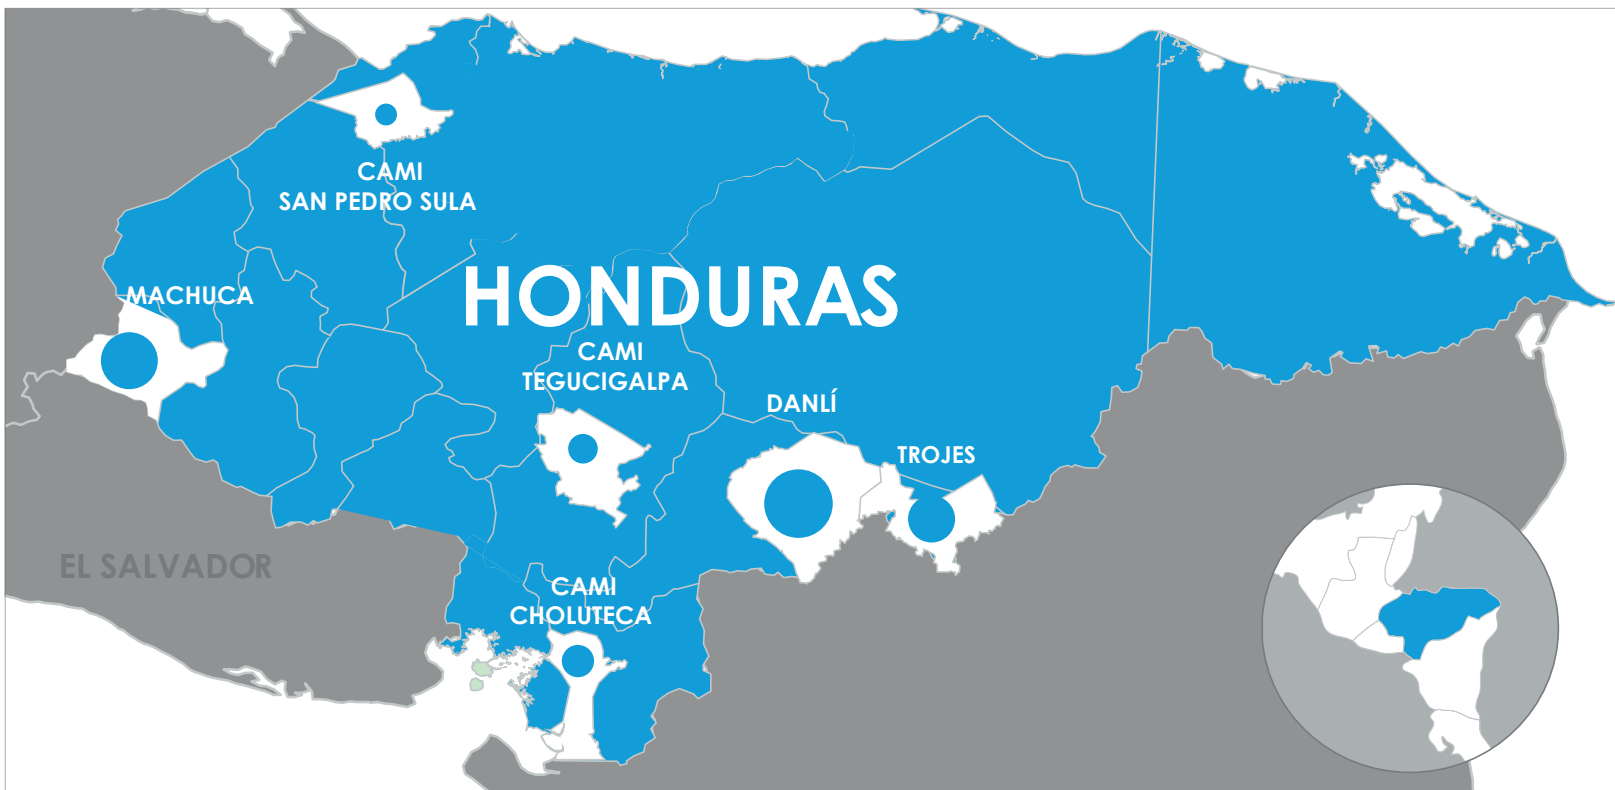 CAMI
SAN PEDRO SULA
MACHUCA
HONDURAS
CAMI
TEGUCIGALPA
DANLÍ
TROJES
EL SALVADOR
CAMI
CHOLUTECA